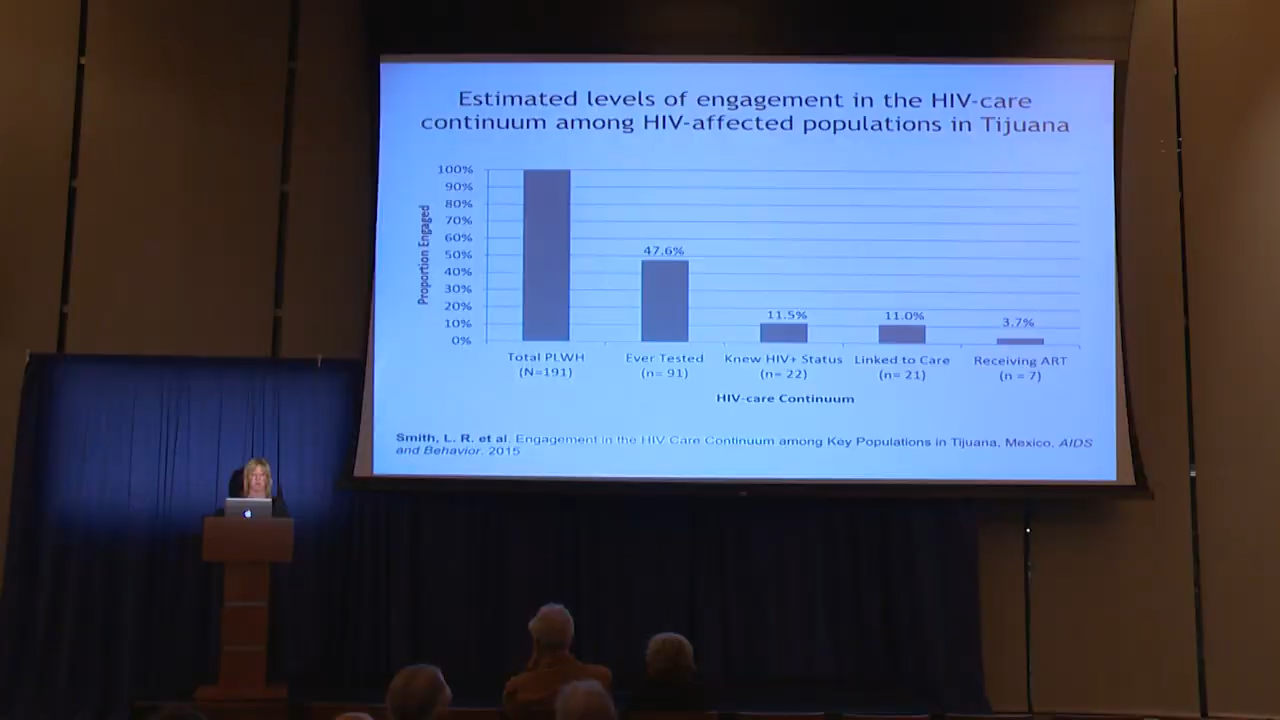 Estimated levels of engagement in the HIV-care
continuum among HIV-affected populations in Tijuana
100%
90%
80%
70%
60%
50%
40%
30%
20%
10%
0%
Proportion Engaged
47.6%
11.5%
11.0%
3.7%
Total PLWH
(N=191)
Ever Tested
(n= 91)
Knew HIV+ Status
(n= 22)
Linked to Care
(n= 21)
Receiving ART
(n = 7)
HIV-care Continuum
Smith, L. R. et al. Engagement in the HIV Care Continuum among Key Populations in Tijuana, Mexico, AIDS
and Behavior. 2015